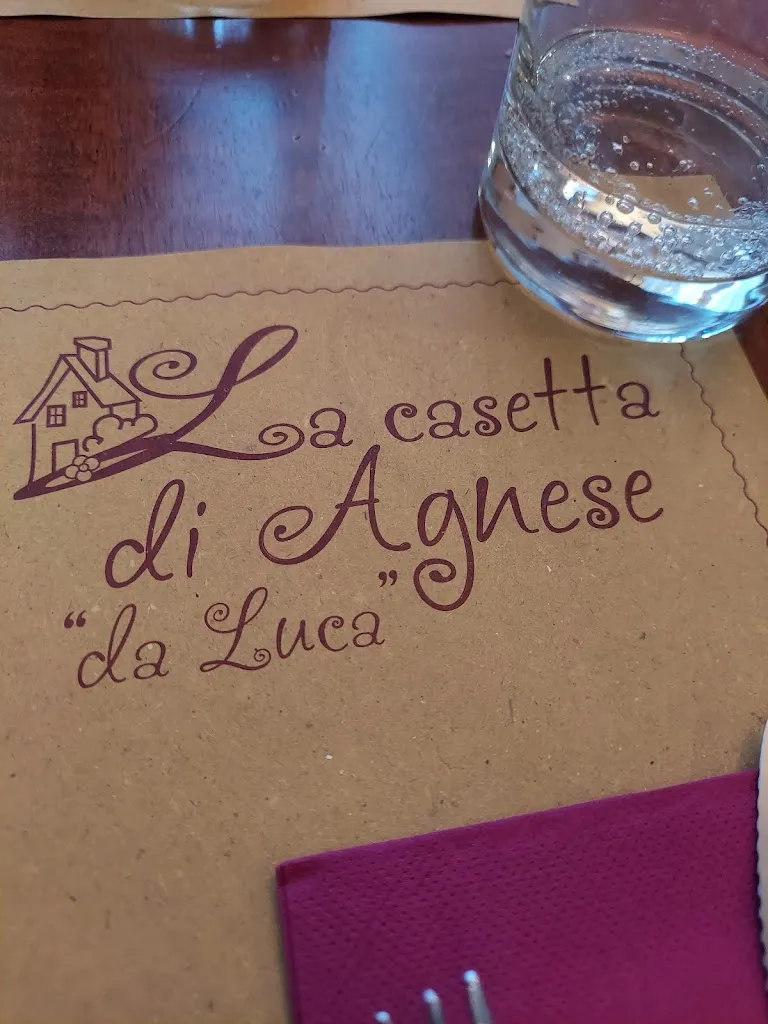 La casetta
di Agnese
“da Luca”